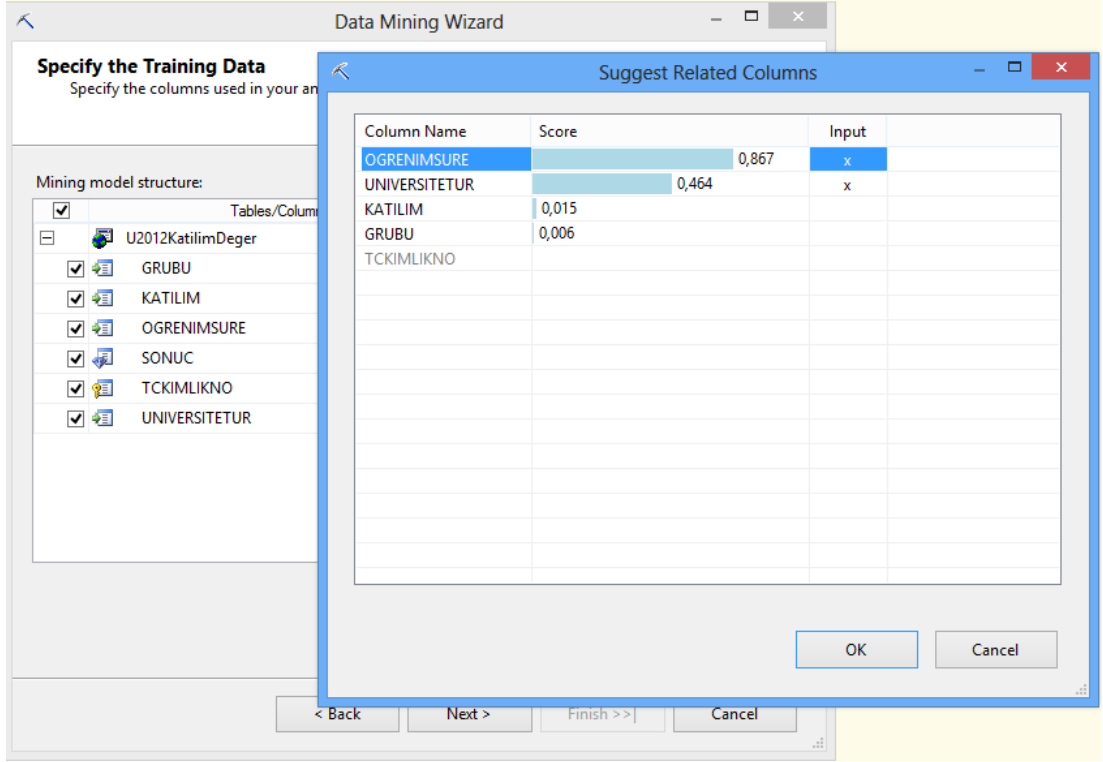 Data Mining Wizard
Specify the Training Data
Specify the columns used in your an
Mining model structure:
Tables/Colum
U2012KatilimDeger
GRUBU
KATILIM
OGRENIMSURE
SONUC
TCKIMLIKNO
UNIVERSITETUR
< Back Next > Finish >>| Cancel
Suggest Related Columns
Column Name Score Input
OGRENIMSURE 0,867 x
UNIVERSITETUR 0,464 x
KATILIM 0,015
GRUBU 0,006
TCKIMLIKNO
OK Cancel